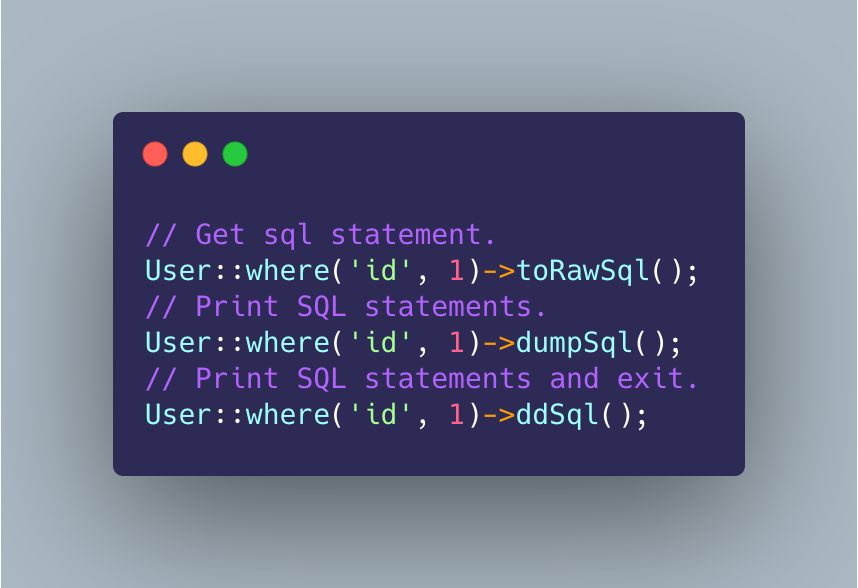 // Get sql statement.
User::where('id', 1)->toRawSql();
// Print SQL statements.
User::where('id', 1)->dumpSql();
// Print SQL statements and exit.
User::where('id', 1)->ddSql();